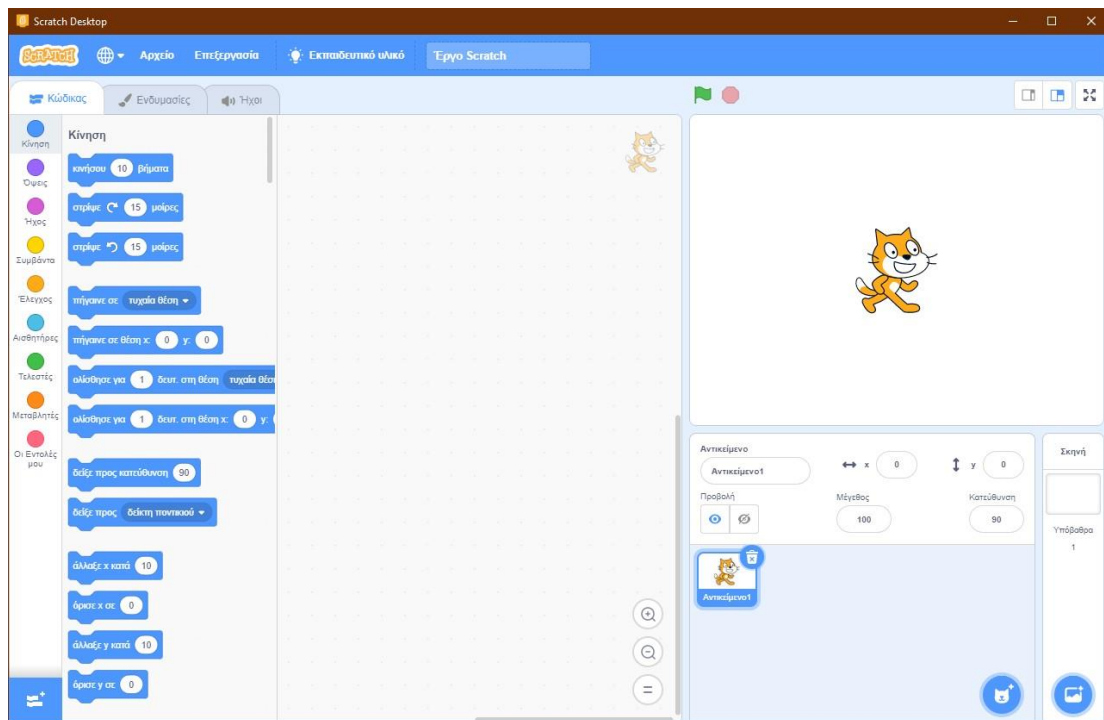 Scratch Desktop
SCRATCH Αρχείο Επεξεργασία Εκπαιδευτικό υλικό Έργο Scratch
Κώδικας Ενδυμασίες Ήχοι
Κίνηση
Όψεις
Ήχος
Συμβάντα
Έλεγχος
Αισθητήρες
Τελεστές
Μεταβλητές
Οι Εντολές
μου
Κίνηση
κινήσου 10 βήματα
στρίψε 15 μοίρες
στρίψε 15 μοίρες
πήγαινε σε τυχαία θέση
πήγαινε σε θέση x: 0 y: 0
ολίσθησε για 1 δευτ. στη θέση τυχαία θέσ
ολίσθησε για 1 δευτ. στη θέση x: 0 y:
δείξε προς κατεύθυνση 90
δείξε προς δείκτη ποντικιού
άλλαξε x κατά 10
όρισε x σε 0
άλλαξε y κατά 10
όρισε y σε 0
Αντικείμενο
Αντικείμενο1 x 0 y 0
Προβολή Μέγεθος Κατεύθυνση
100 90
Αντικείμενο1
Σκηνή
Υπόβαθρα
1